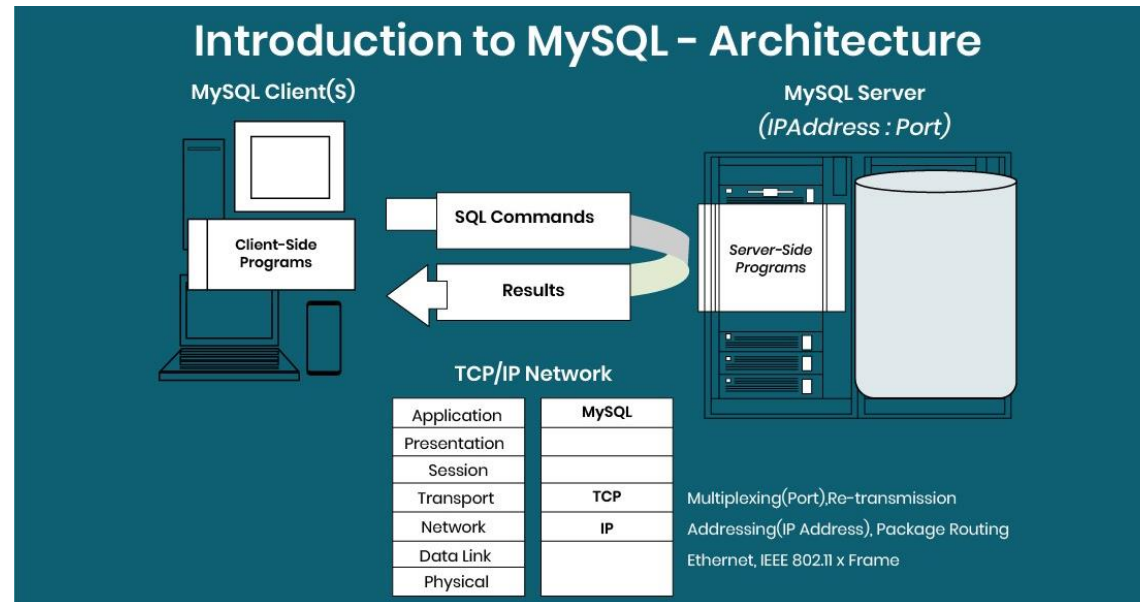 Introduction to MySQL - Architecture
MySQL Client(S)
MySQL Server
(IPAddress : Port)
SQL Commands
Client-Side
Programs
Server-Side
Programs
Results
TCP/IP Network
Application
MySQL
Presentation
Session
Transport
TCP
Multiplexing(Port),Re-transmission
Network
IP
Addressing(IP Address), Package Routing
Data Link
Ethernet, IEEE 802.11 x Frame
Physical